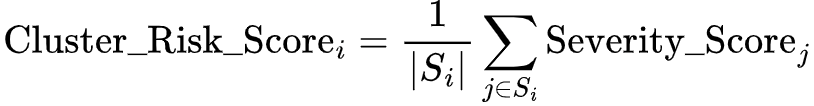 Cluster_Risk_Score_i = \frac{1}{|S_i|} \sum_{j \in S_i} Severity_Score_j